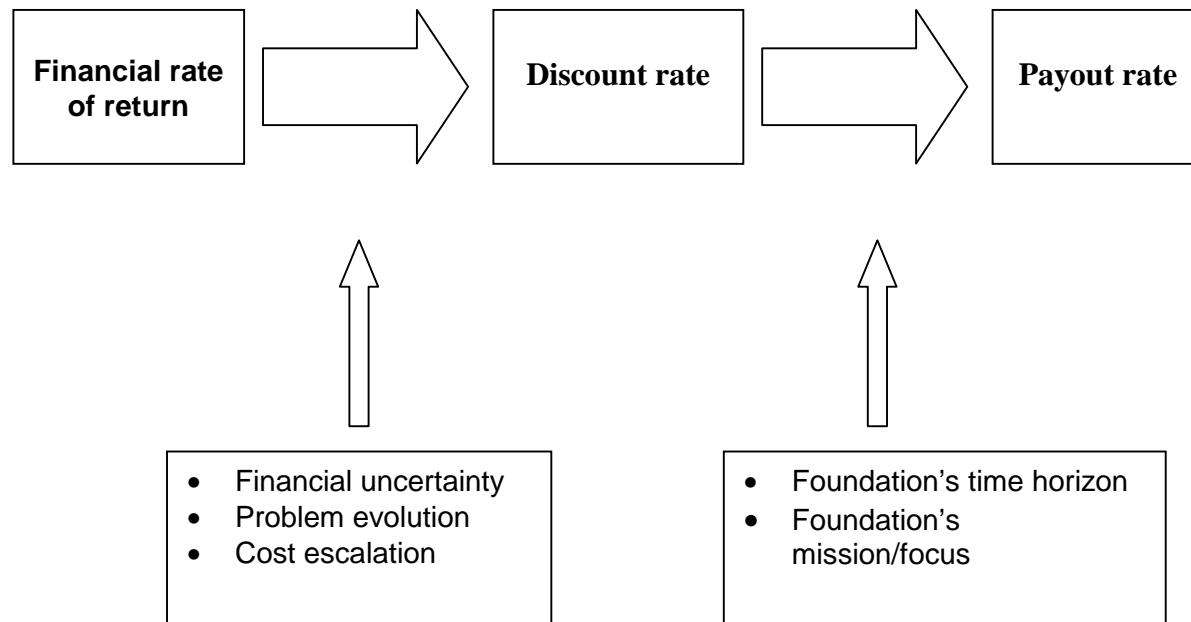 Financial rate
of return
Discount rate
Payout rate
• Financial uncertainty
• Problem evolution
• Cost escalation
• Foundation’s time horizon
• Foundation’s
mission/focus